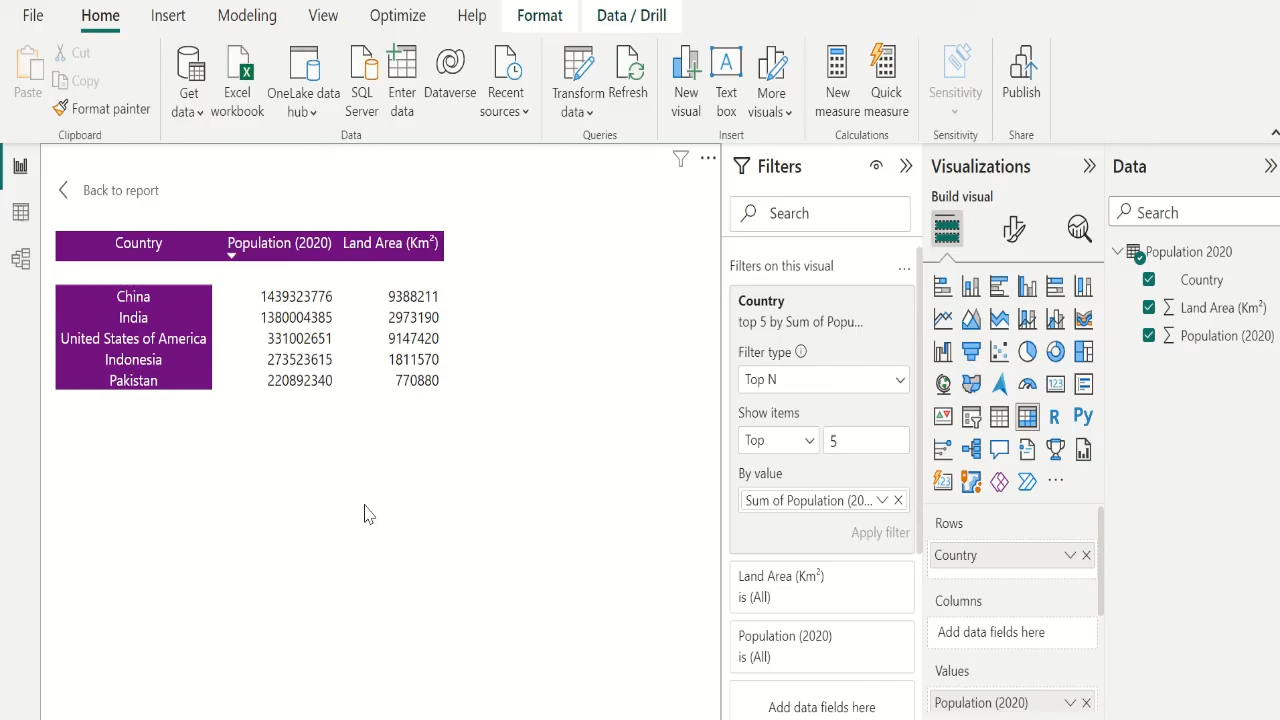 File Home Insert Modeling View Optimize Help Format Data / Drill
Paste
Cut
Copy
Format painter
Clipboard
Get data
Excel workbook
OneLake data hub
SQL Server
Enter data
Dataverse
Recent sources
Data
Transform data
Refresh
Queries
New visual
A
Text box
More visuals
Insert
New measure
Quick measure
Calculations
Sensitivity
Sensitivity
Publish
Share
Back to report
Country Population (2020) Land Area (Km²)
China 1439323776 9388211
India 1380004385 2973190
United States of America 331002651 9147420
Indonesia 273523615 1811570
Pakistan 220892340 770880
Filters
Search
Filters on this visual ...
Country
top 5 by Sum of Popu...
Filter type
Top N
Show items
Top 5
By value
Sum of Population (20...
Apply filter
Land Area (Km²)
is (All)
Population (2020)
is (All)
Add data fields here
Visualizations
Build visual
123
R Py
123
Rows
Country
Columns
Add data fields here
Values
Population (2020)
Data
Search
Population 2020
Country
Land Area (Km²)
Population (2020)